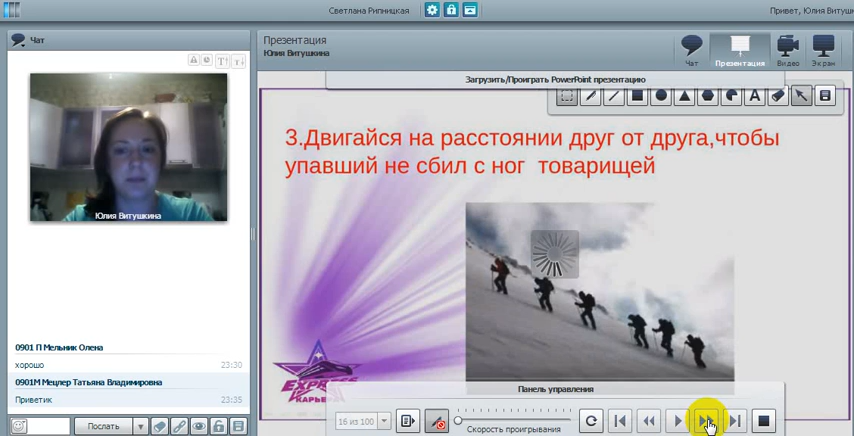 Светлана Рипницкая
Привет, Юлия Витуш
Чат
Презентация
Юлия Витушкина
Чат
Презентация
Видео
Экран
Загрузить/Проиграть PowerPoint презентацию
T↑
T↓
A
Юлия Витушкина
3.Двигайся на расстоянии друг от друга,чтобы
упавший не сбил с ног товарищей
0901 П Мельник Олена
хорошо 23:30
0901М Мецлер Татьяна Владимировна
Приветик 23:35
EXPRESS
КАРЬЕ
Панель управления
Послать
16 из 100
Скорость проигрывания